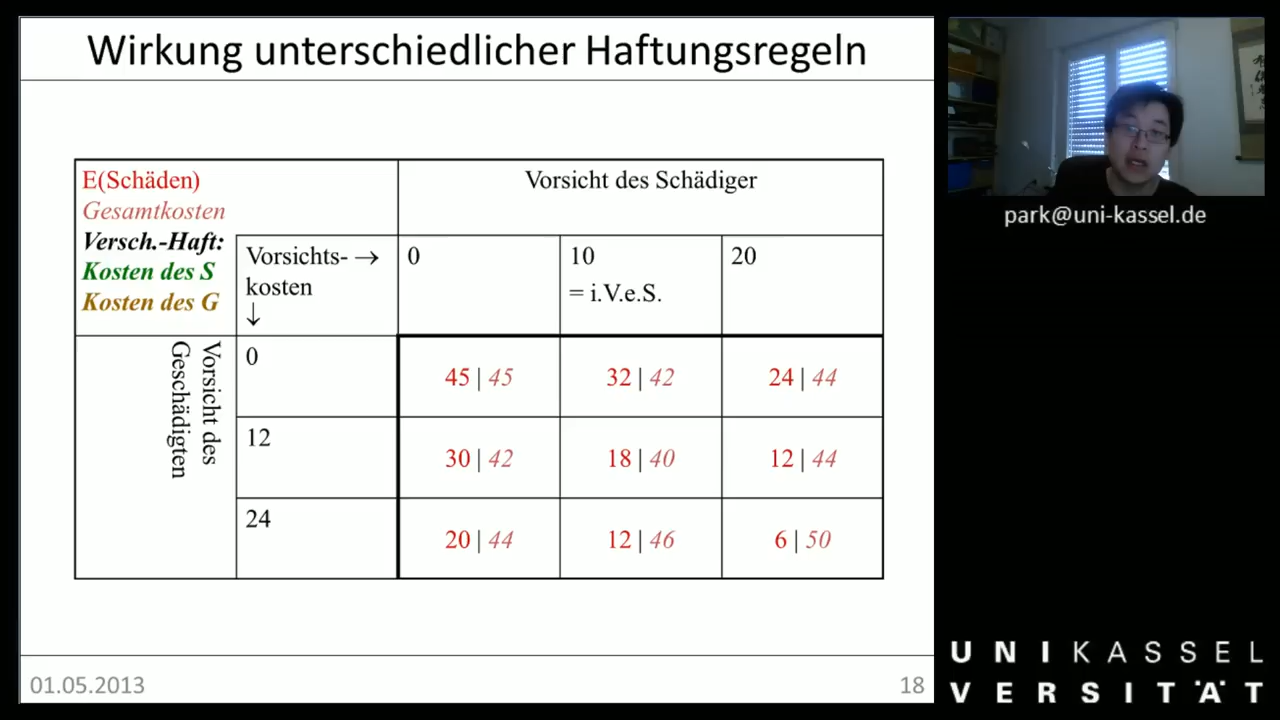 Wirkung unterschiedlicher Haftungsregeln
E(Schäden)
Gesamtkosten
Versch.-Haft:
Kosten des S
Kosten des G
Vorsicht des Schädiger
Vorsichts- →
kosten
↓
0
10
= i.V.e.S.
20
Vorsicht des
Geschädigten
0
45 | 45
32 | 42
24 | 44
12
30 | 42
18 | 40
12 | 44
24
20 | 44
12 | 46
6 | 50
01.05.2013
18
park@uni-kassel.de
UNIKASSEL
VERSITÄT